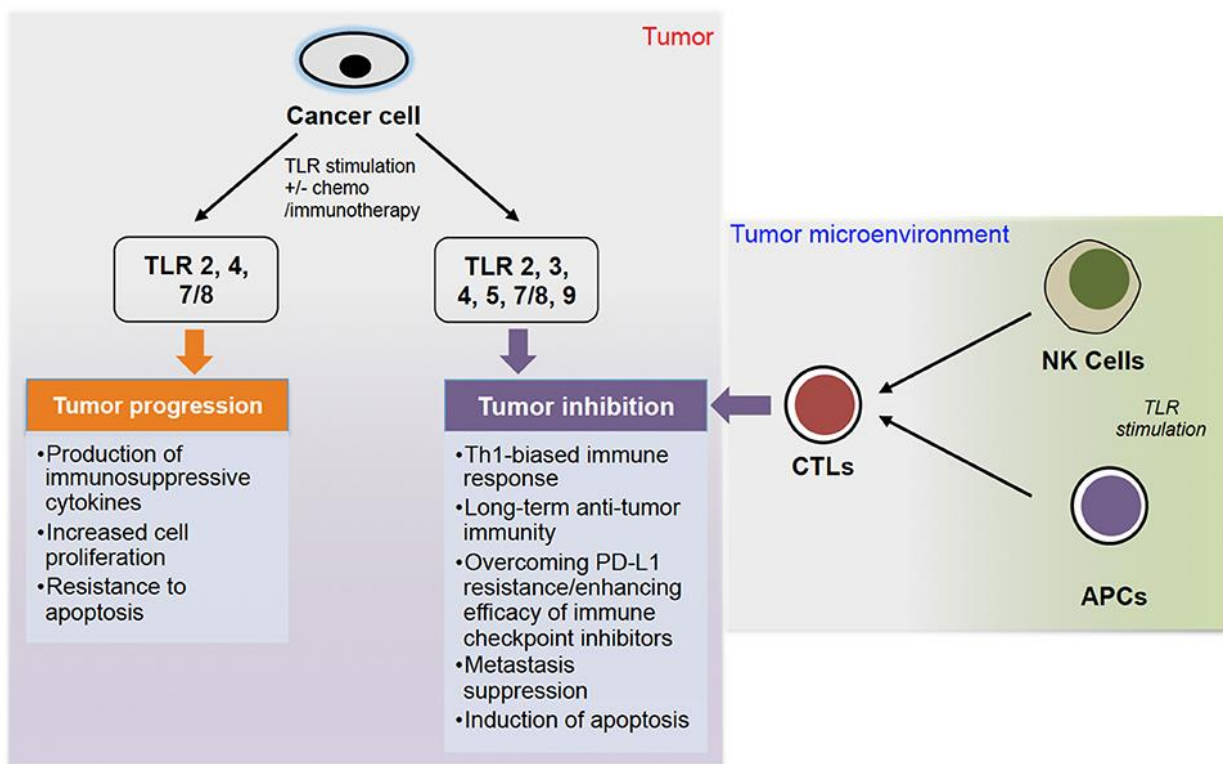 Tumor
Cancer cell
TLR stimulation
+/- chemo
/immunotherapy
TLR 2, 4,
7/8
TLR 2, 3,
4, 5, 7/8, 9
Tumor progression
•Production of
immunosuppressive
cytokines
•Increased cell
proliferation
•Resistance to
apoptosis
Tumor inhibition
•Th1-biased immune
response
•Long-term anti-tumor
immunity
•Overcoming PD-L1
resistance/enhancing
efficacy of immune
checkpoint inhibitors
•Metastasis
suppression
•Induction of apoptosis
Tumor microenvironment
NK Cells
TLR
stimulation
CTLs
APCs